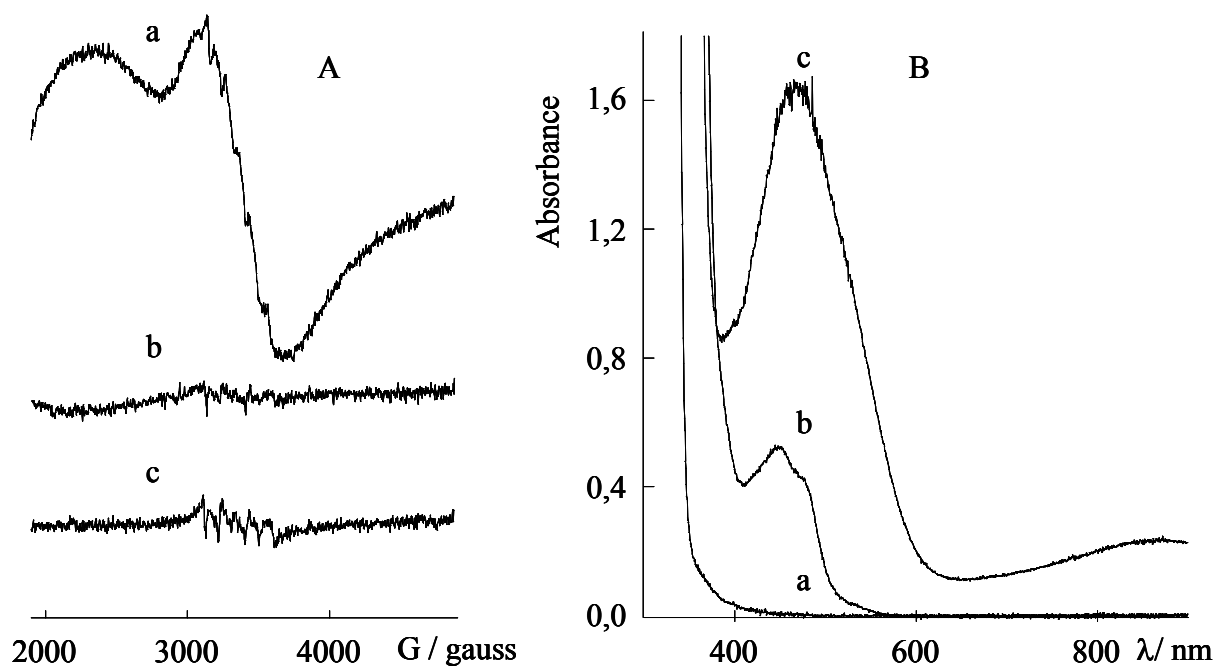 a
A
b
c
2000 3000 4000 G / gauss
Absorbance
c
B
1,6
1,2
0,8
b
0,4
a
0,0
400 600 800 λ/ nm